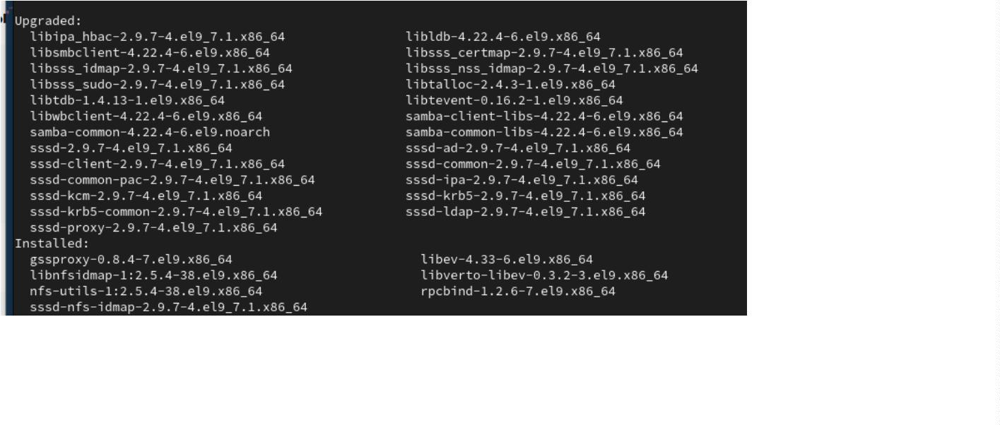 Upgraded:
libipa_hbac-2.9.7-4.el9_7.1.x86_64 libldb-4.22.4-6.el9.x86_64
libsmbclient-4.22.4-6.el9.x86_64 libsss_certmap-2.9.7-4.el9_7.1.x86_64
libsss_idmap-2.9.7-4.el9_7.1.x86_64 libsss_nss_idmap-2.9.7-4.el9_7.1.x86_64
libsss_sudo-2.9.7-4.el9_7.1.x86_64 libtalloc-2.4.3-1.el9.x86_64
libtdb-1.4.13-1.el9.x86_64 libtevent-0.16.2-1.el9.x86_64
libwbclient-4.22.4-6.el9.x86_64 samba-client-libs-4.22.4-6.el9.x86_64
samba-common-4.22.4-6.el9.noarch samba-common-libs-4.22.4-6.el9.x86_64
sssd-2.9.7-4.el9_7.1.x86_64 sssd-ad-2.9.7-4.el9_7.1.x86_64
sssd-client-2.9.7-4.el9_7.1.x86_64 sssd-common-2.9.7-4.el9_7.1.x86_64
sssd-common-pac-2.9.7-4.el9_7.1.x86_64 sssd-ipa-2.9.7-4.el9_7.1.x86_64
sssd-kcm-2.9.7-4.el9_7.1.x86_64 sssd-krb5-2.9.7-4.el9_7.1.x86_64
sssd-krb5-common-2.9.7-4.el9_7.1.x86_64 sssd-ldap-2.9.7-4.el9_7.1.x86_64
sssd-proxy-2.9.7-4.el9_7.1.x86_64
Installed:
gssproxy-0.8.4-7.el9.x86_64 libev-4.33-6.el9.x86_64
libnfsidmap-1:2.5.4-38.el9.x86_64 libverto-libev-0.3.2-3.el9.x86_64
nfs-utils-1:2.5.4-38.el9.x86_64 rpcbind-1.2.6-7.el9.x86_64
sssd-nfs-idmap-2.9.7-4.el9_7.1.x86_64